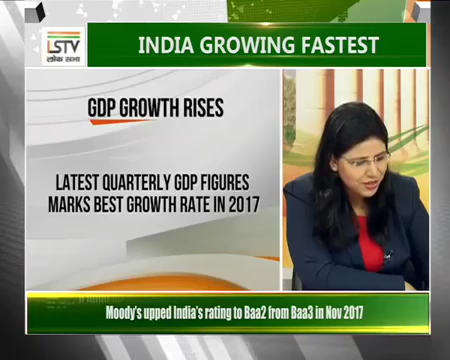 LSTV
लोक सभा
INDIA GROWING FASTEST
GDP GROWTH RISES
LATEST QUARTERLY GDP FIGURES
MARKS BEST GROWTH RATE IN 2017
Moody's upped India's rating to Baa2 from Baa3 in Nov 2017